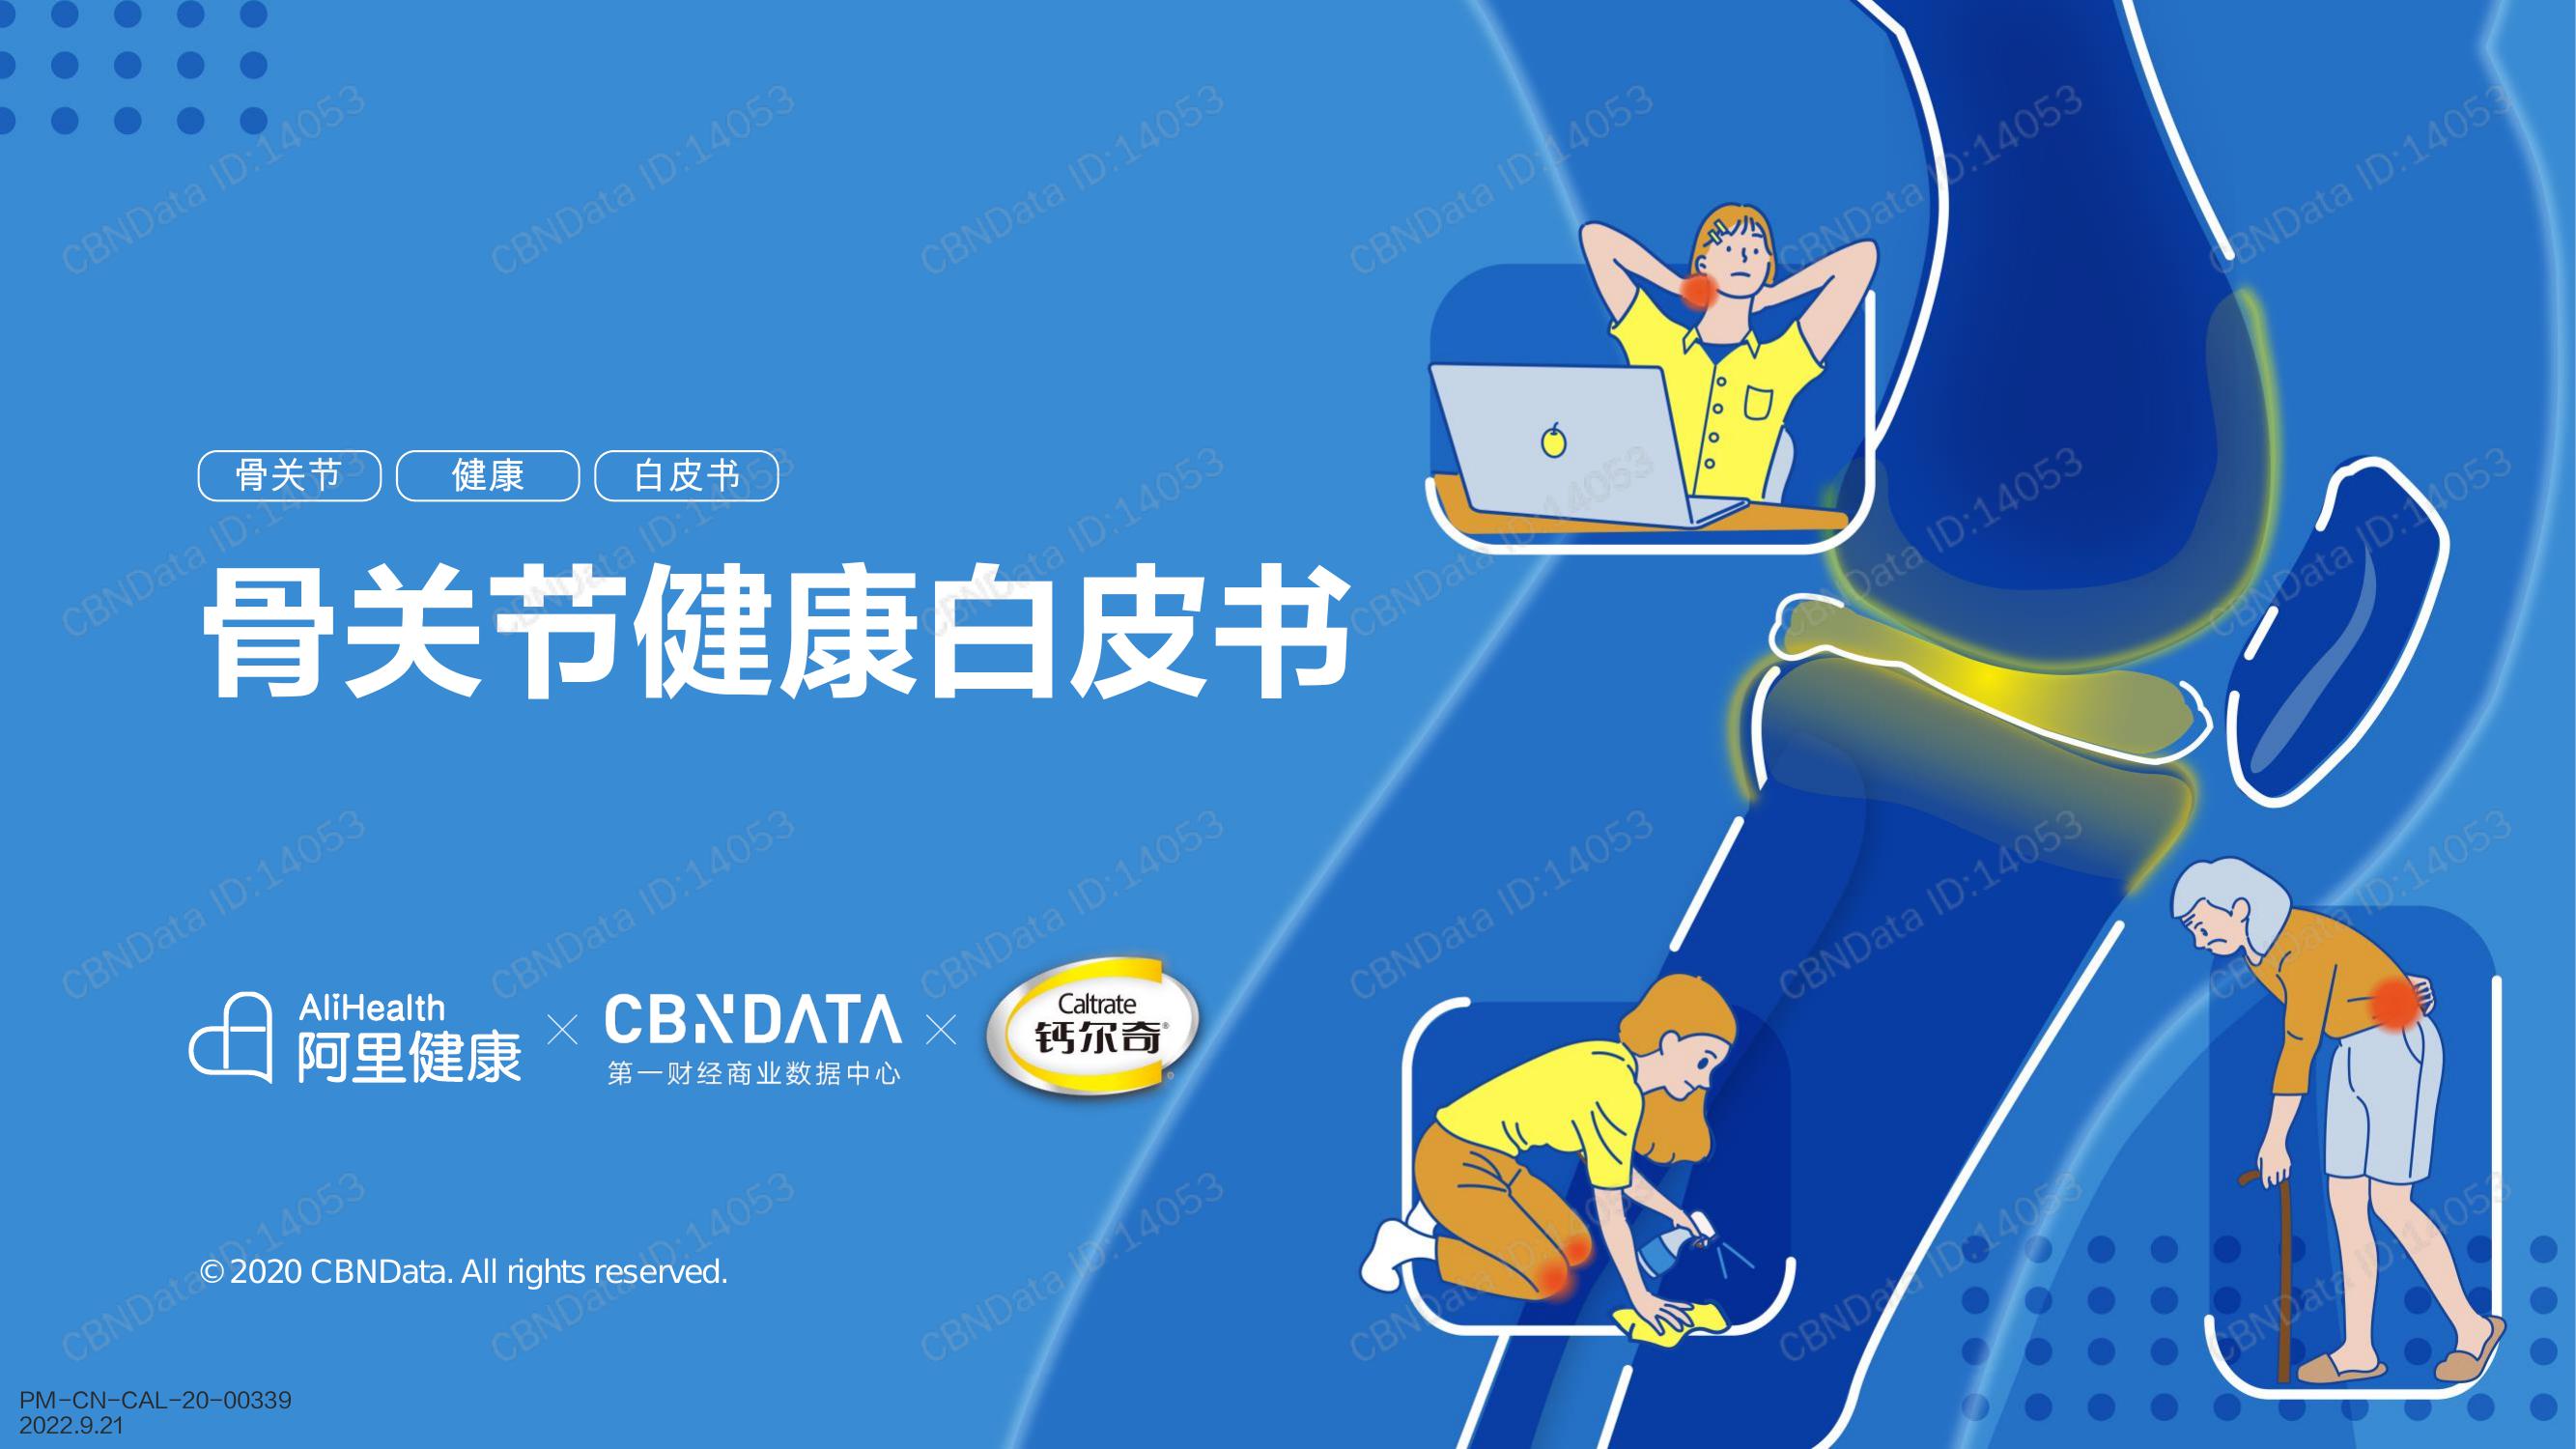 骨关节 健康 白皮书
骨关节健康白皮书
AliHealth
阿里健康
CBNDATA
第一财经商业数据中心
Caltrate
钙尔奇®
© 2020 CBNData. All rights reserved.
PM-CN-CAL-20-00339
2022.9.21
CBNData ID:14053